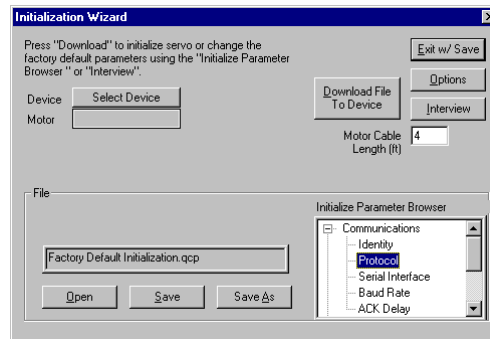 Initialization Wizard
Press "Download" to initialize servo or change the
factory default parameters using the "Initialize Parameter
Browser " or "Interview".
Exit w/ Save
Options
Interview
Download File
To Device
Device
Select Device
Motor
Motor Cable
Length (ft)
4
File
Initialize Parameter Browser
Communications
Identity
Protocol
Serial Interface
Baud Rate
ACK Delay
Factory Default Initialization.qcp
Open
Save
Save As